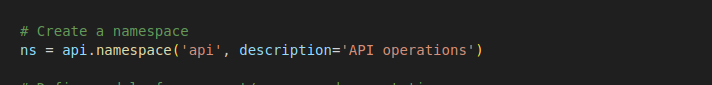 # Create a namespace
ns = api.namespace('api', description='API operations')